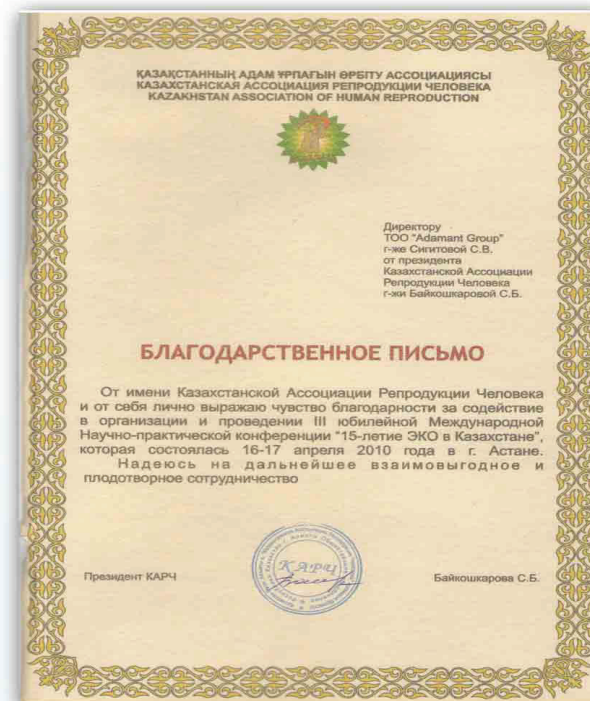 ҚАЗАҚСТАННЫҢ АДАМ ҰРПАҒЫН ӨРБІТУ АССОЦИАЦИЯСЫ
КАЗАХСТАНСКАЯ АССОЦИАЦИЯ РЕПРОДУКЦИИ ЧЕЛОВЕКА
KAZAKHSTAN ASSOCIATION OF HUMAN REPRODUCTION
Директору
ТОО "Adamant Group"
г-же Сигитовой С.В.
от президента
Казахстанской Ассоциации
Репродукции Человека
г-жи Байкошкаровой С.Б.
БЛАГОДАРСТВЕННОЕ ПИСЬМО
От имени Казахстанской Ассоциации Репродукции Человека
и от себя лично выражаю чувство благодарности за содействие
в организации и проведении III юбилейной Международной
Научно-практической конференции "15-летие ЭКО в Казахстане",
которая состоялась 16-17 апреля 2010 года в г. Астане.
Надеюсь на дальнейшее взаимовыгодное и
плодотворное сотрудничество
КАРЧ
Президент КАРЧ
Байкошкарова С.Б.